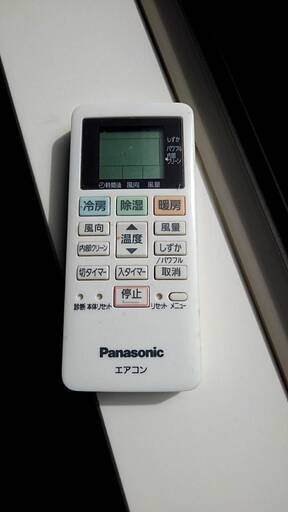 しずか
パワフル
内部
クリーン
時間後 風向 風量
冷房 除湿 暖房
風向 風量
温度
内部クリーン しずか
/パワフル
切タイマー 入タイマー 取消
停止
診断 本体リセット リセット メニュー
Panasonic
エアコン